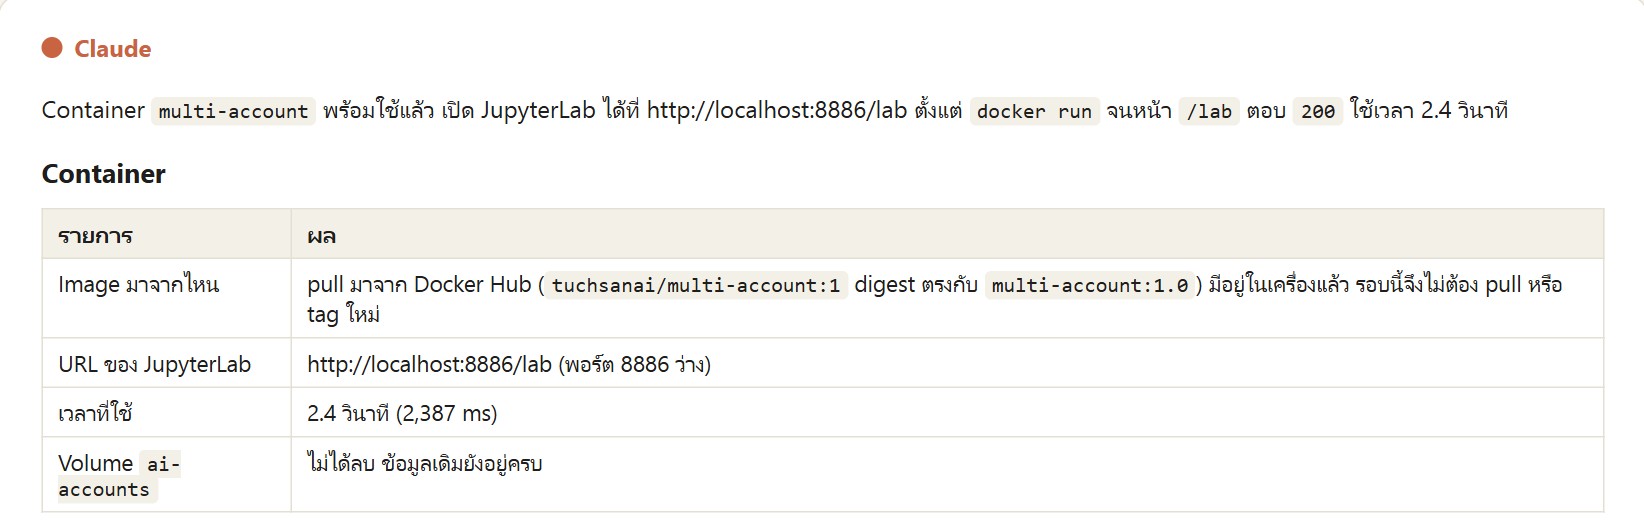 Claude
Container multi-account พร้อมใช้แล้ว เปิด JupyterLab ได้ที่ http://localhost:8886/lab ตั้งแต่ docker run จนหน้า /lab ตอบ 200 ใช้เวลา 2.4 วินาที
Container
รายการ ผล
Image มาจากไหน pull มาจาก Docker Hub (tuchsanai/multi-account:1 digest ตรงกับ multi-account:1.0) มีอยู่ในเครื่องแล้ว รอบนี้จึงไม่ต้อง pull หรือ
tag ใหม่
URL ของ JupyterLab http://localhost:8886/lab (พอร์ต 8886 ว่าง)
เวลาที่ใช้ 2.4 วินาที (2,387 ms)
Volume ai- ไม่ได้ลบ ข้อมูลเดิมยังอยู่ครบ
accounts